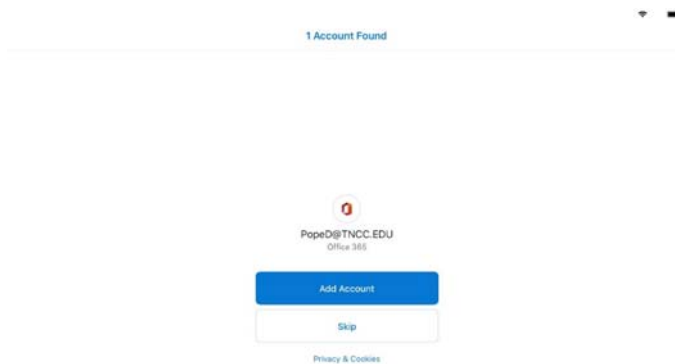 1 Account Found
PopeD@TNCC.EDU
Office 365
Add Account
Skip
Privacy & Cookies